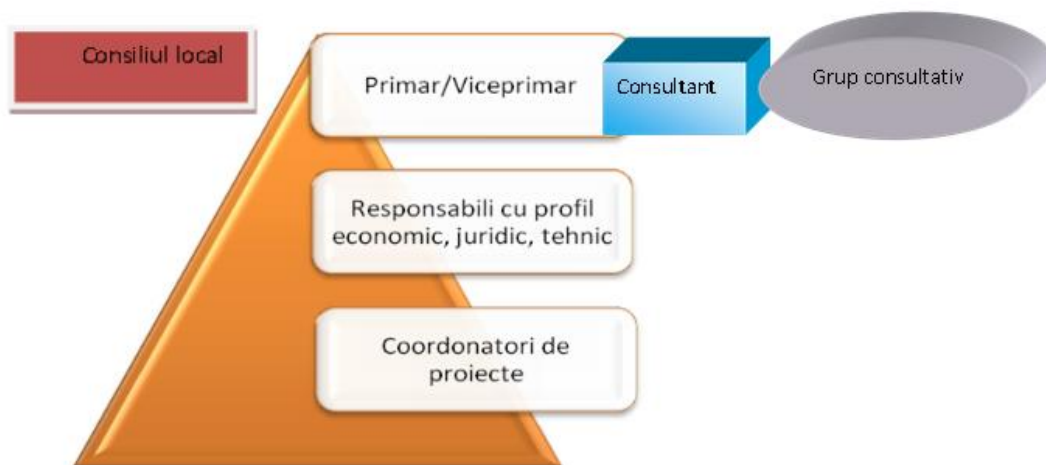 Consiliul local
Primar/Viceprimar
Consultant
Grup consultativ
Responsabili cu profil
economic, juridic, tehnic
Coordonatori de
proiecte